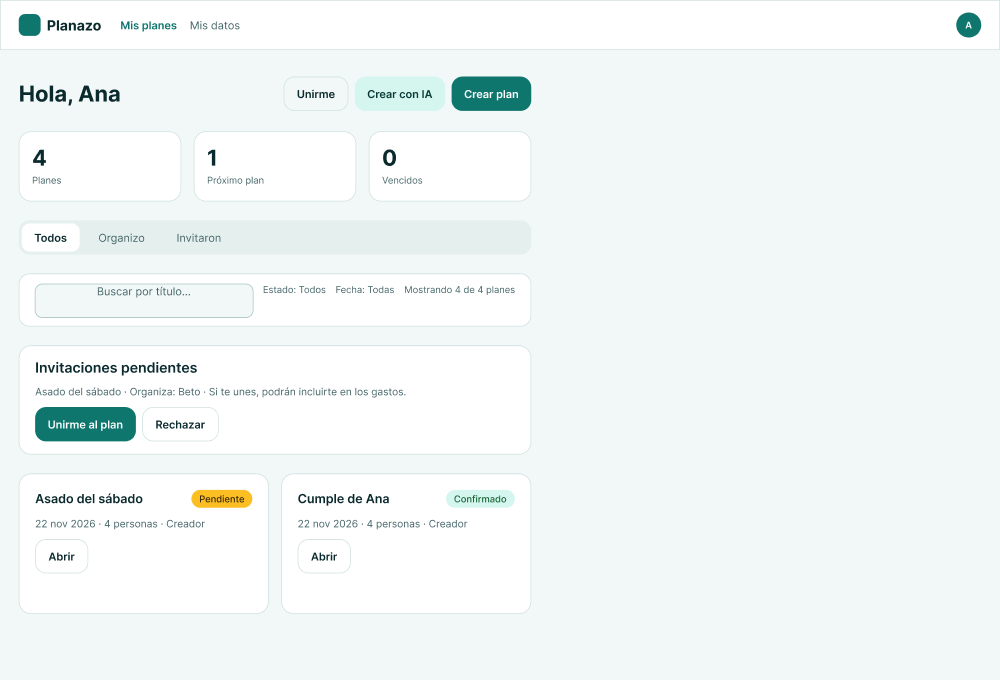 Planazo Mis planes Mis datos A
Hola, Ana Unirme Crear con IA Crear plan
4 1 0
Planes Próximo plan Vencidos
Todos Organizo Invitaron
Buscar por título... Estado: Todos Fecha: Todas Mostrando 4 de 4 planes
Invitaciones pendientes
Asado del sábado · Organiza: Beto · Si te unes, podrán incluirte en los gastos.
Unirme al plan Rechazar
Asado del sábado Pendiente Cumple de Ana Confirmado
22 nov 2026 · 4 personas · Creador 22 nov 2026 · 4 personas · Creador
Abrir Abrir